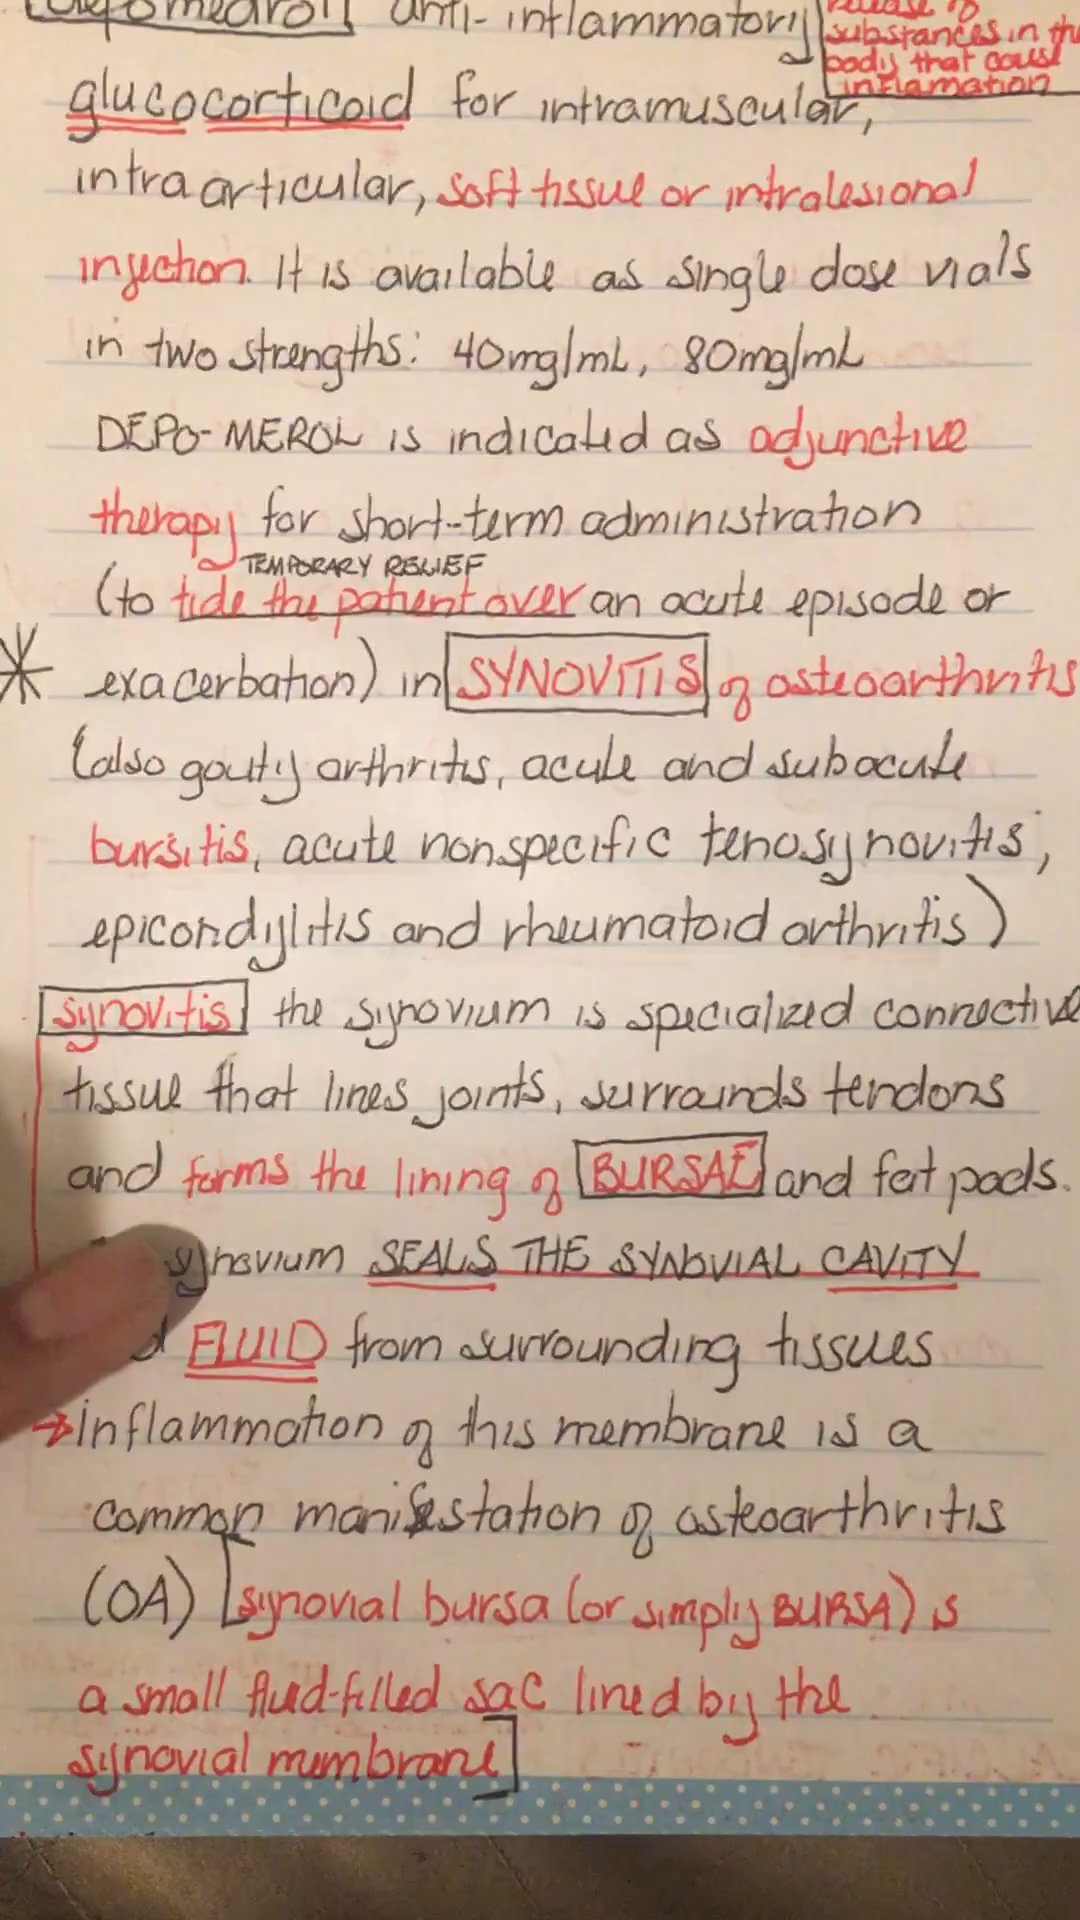 Depomedrol anti-inflammatory
release of
substances in the
body that cause
inflamation
glucocorticoid for intramuscular,
intra articular, soft tissue or intralesional
injection. It is available as single dose vials
in two strengths: 40mg/mL, 80mg/mL
DEPO-MEROL is indicated as adjunctive
therapy for short-term administration
TEMPORARY RELIEF
(to tide the patient over an acute episode or
* exacerbation) in SYNOVITIS of osteoarthritis
(also gouty arthritis, acute and subacute
bursitis, acute nonspecific tenosynovitis,
epicondylitis and rheumatoid arthritis)
synovitis the synovium is specialized connective
tissue that lines joints, surrounds tendons
and forms the lining of BURSAE and fat pads.
synovium SEALS THE SYNOVIAL CAVITY
FLUID from surrounding tissues
→inflammation of this membrane is a
common manifestation of osteoarthritis
(OA) [synovial bursa (or simply BURSA) is
a small fluid-filled sac lined by the
synovial membrane]